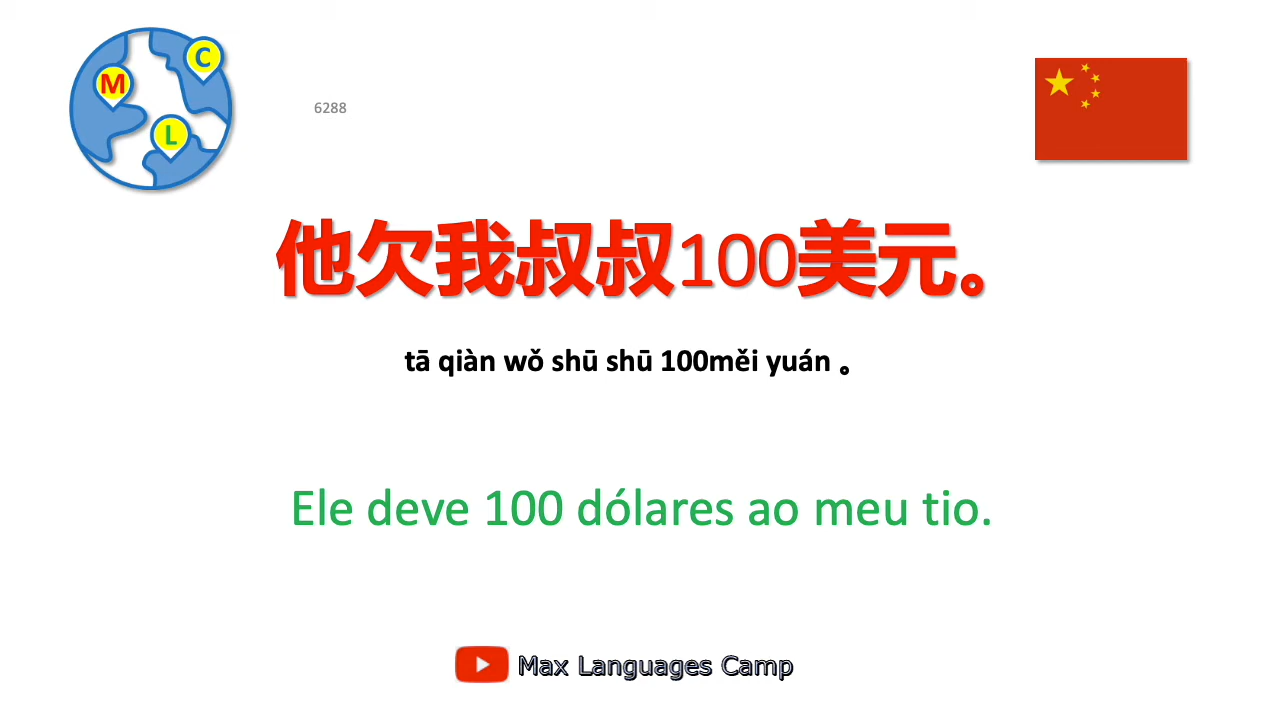 M
C
L
6288
他欠我叔叔100美元。
tā qiàn wǒ shū shū 100měi yuán 。
Ele deve 100 dólares ao meu tio.
Max Languages Camp